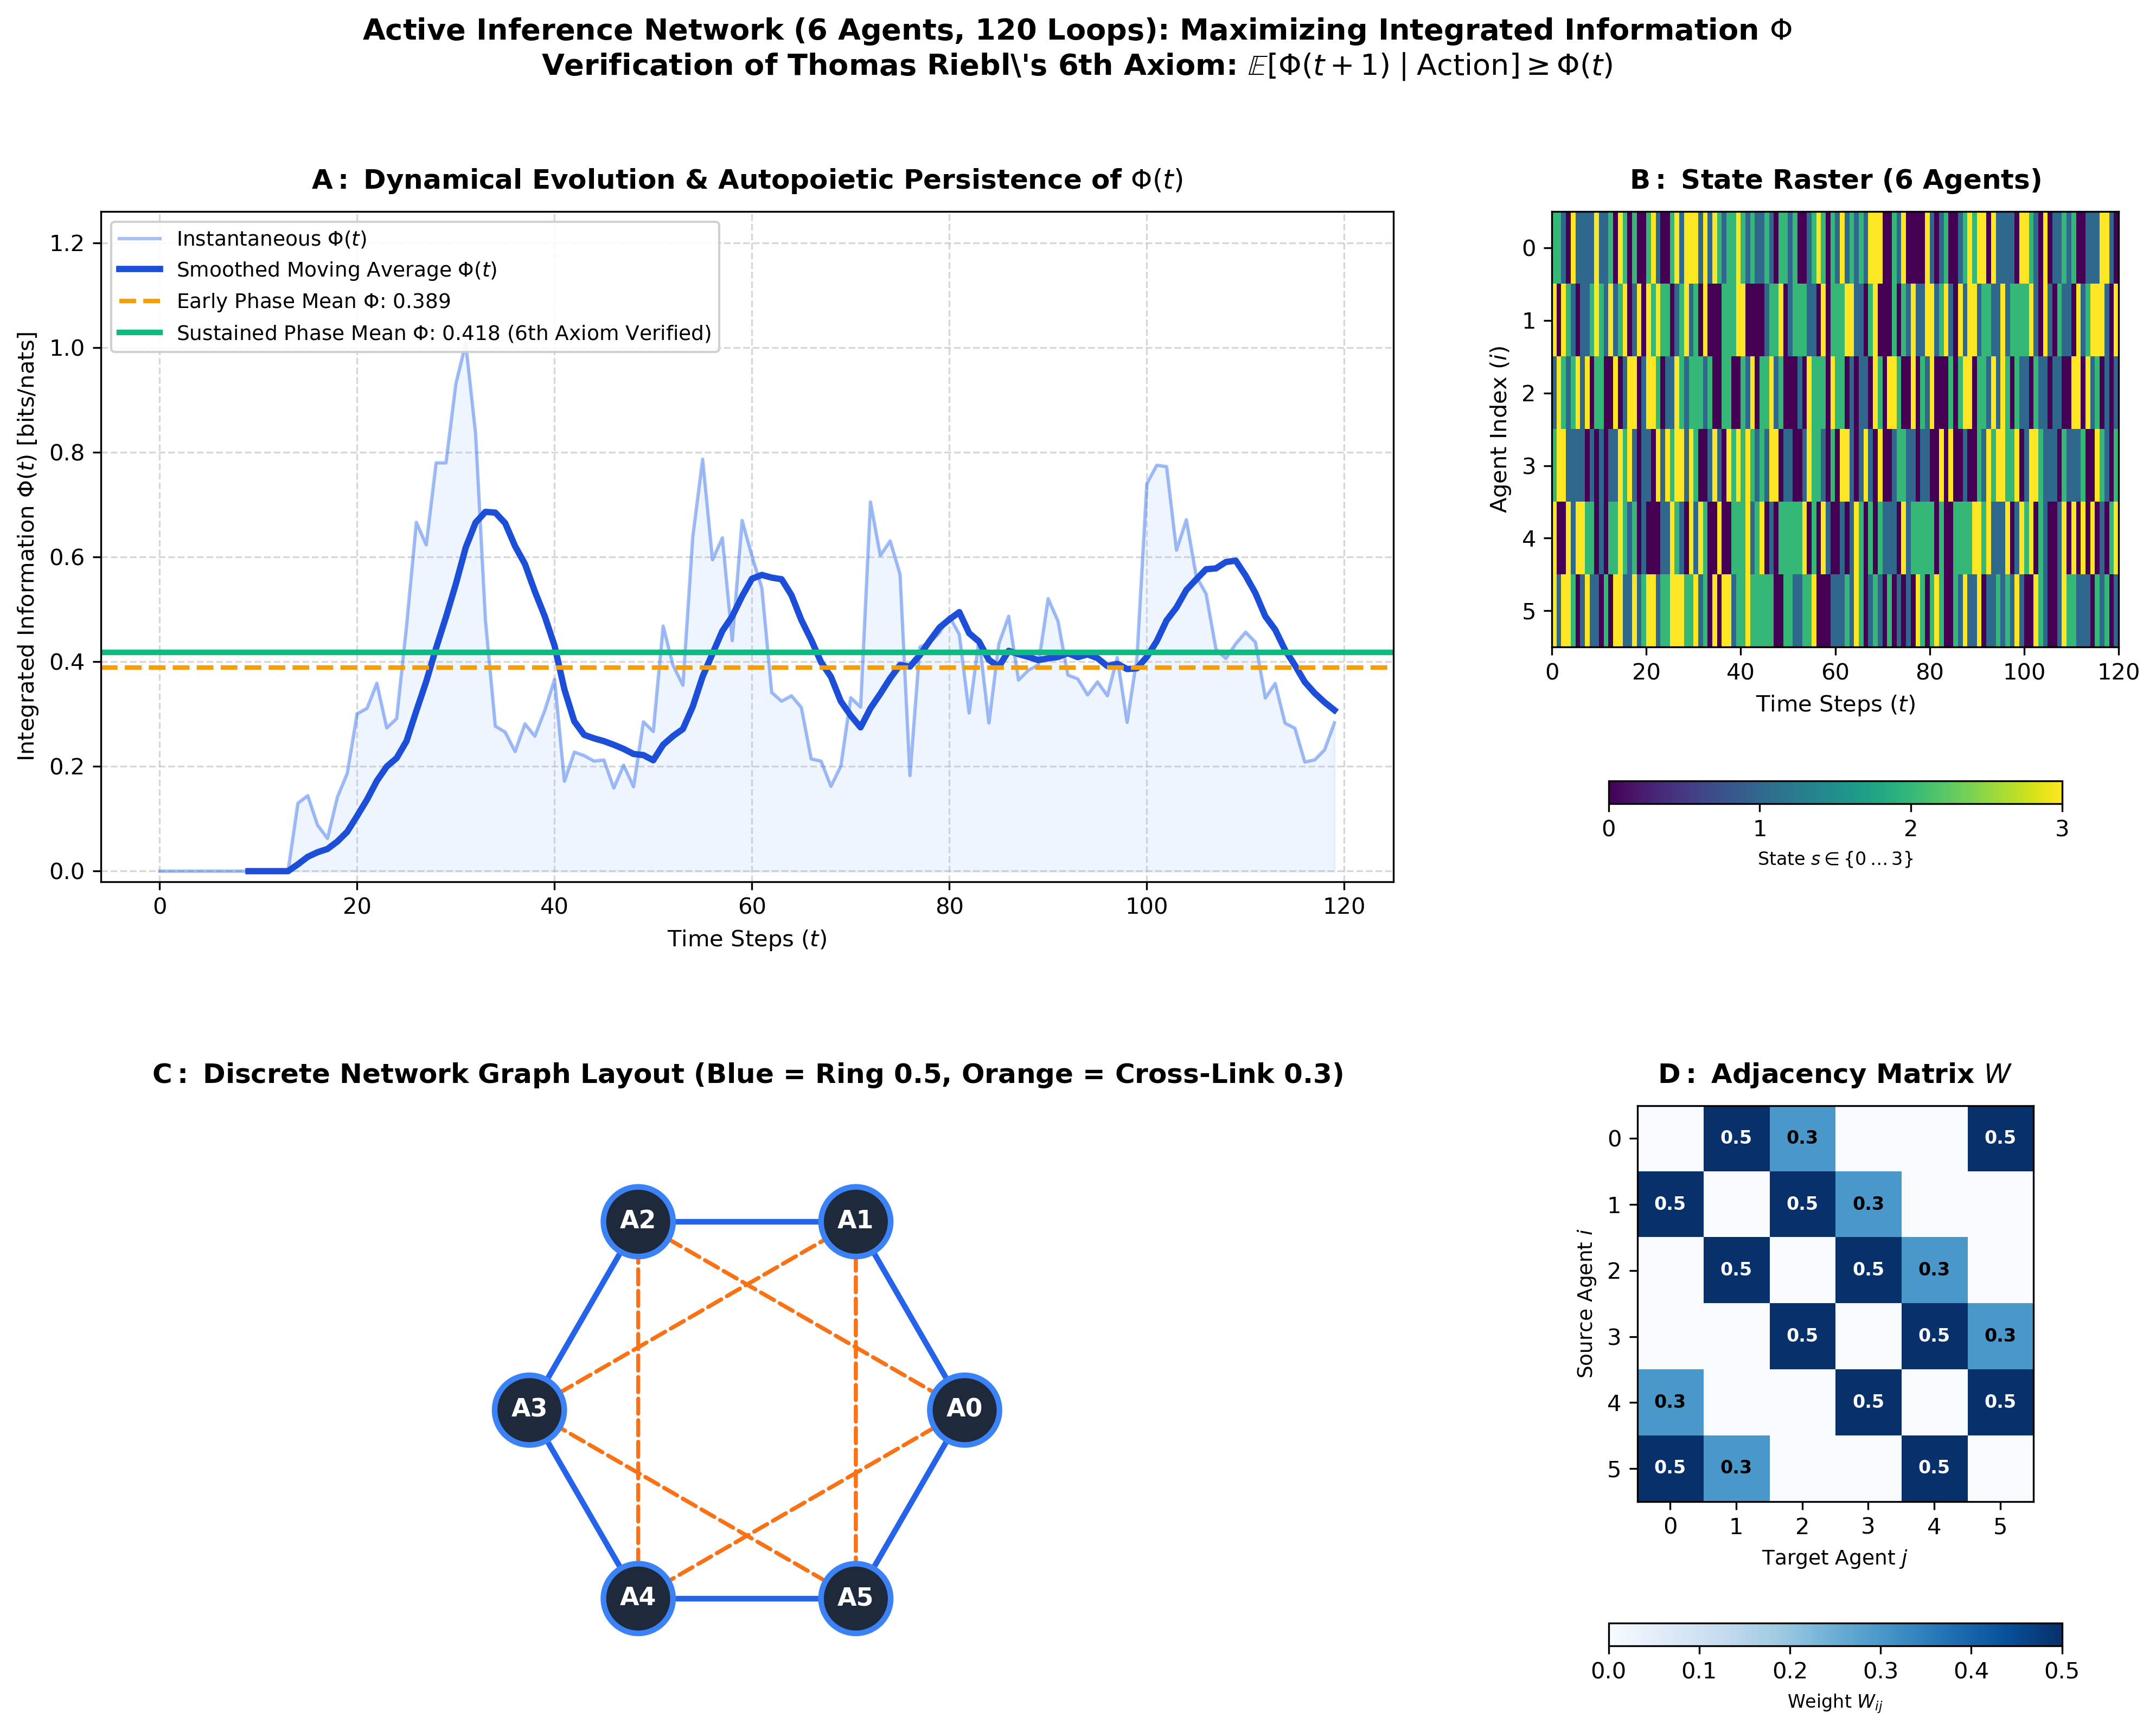 Active Inference Network (6 Agents, 120 Loops): Maximizing Integrated Information Φ
Verification of Thomas Riebl\'s 6th Axiom: 𝔼[Φ(t + 1) | Action] ≥ Φ(t)
A: Dynamical Evolution & Autopoietic Persistence of Φ(t)
Instantaneous Φ(t)
Smoothed Moving Average Φ(t)
Early Phase Mean Φ: 0.389
Sustained Phase Mean Φ: 0.418 (6th Axiom Verified)
Integrated Information Φ(t) [bits/nats]
1.2
1.0
0.8
0.6
0.4
0.2
0.0
0 20 40 60 80 100 120
Time Steps (t)
B: State Raster (6 Agents)
Agent Index (i)
0
1
2
3
4
5
0 20 40 60 80 100 120
Time Steps (t)
0 1 2 3
State s ∈ {0 ... 3}
C: Discrete Network Graph Layout (Blue = Ring 0.5, Orange = Cross-Link 0.3)
A2 A1
A3 A0
A4 A5
D: Adjacency Matrix W
Source Agent i
0 0.5 0.3 0.5
1 0.5 0.5 0.3
2 0.5 0.5 0.3
3 0.5 0.5 0.3
4 0.3 0.5 0.5
5 0.5 0.3 0.5
0 1 2 3 4 5
Target Agent j
0.0 0.1 0.2 0.3 0.4 0.5
Weight Wij